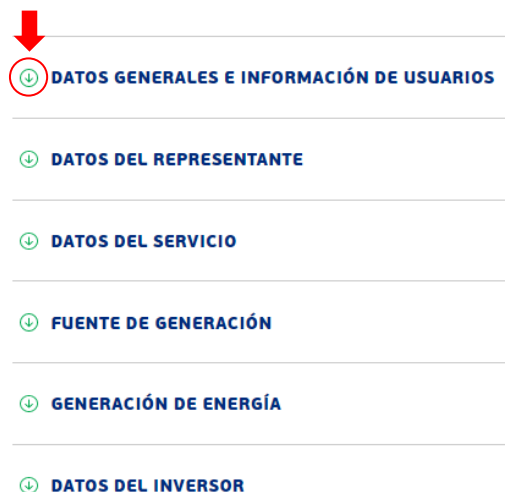 DATOS GENERALES E INFORMACIÓN DE USUARIOS
DATOS DEL REPRESENTANTE
DATOS DEL SERVICIO
FUENTE DE GENERACIÓN
GENERACIÓN DE ENERGÍA
DATOS DEL INVERSOR